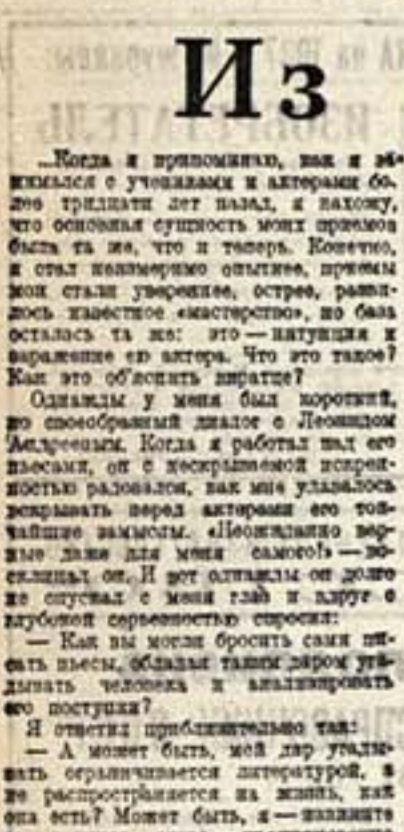 Из
...Когда я припоминаю, как я за-
нимался с учениками и актерами бо-
лее тридцати лет назад, я нахожу,
что основная сущность моих приемов
была та же, что и теперь. Конечно,
я стал неизмеримо опытнее, приемы
мои стали увереннее, острее, разви-
лось известное «мастерство», но база
осталась та же: это — интуиция и
заражение ею актера. Что это такое?
Как это об'яснить вкратце?
Однажды у меня был короткий,
но своеобразный диалог с Леонидом
Андреевым. Когда я работал над его
пьесами, он с нескрываемой искрен-
ностью радовался, как мне удавалось
вскрывать перед актерами его тон-
чайшие замыслы. «Неожиданно вер-
ные даже для меня самого!» — во-
склицал он. И вот однажды он долго
не опускал с меня глаз и вдруг с
глубокой серьезностью спросил:
— Как вы могли бросить сами пи-
сать пьесы, обладая таким даром уга-
дывать человека и анализировать
его поступки?
Я ответил приблизительно так:
— А может быть, мой дар угады-
вать ограничивается литературой, а
не распространяется на жизнь, как
она есть? Может быть, я — извините